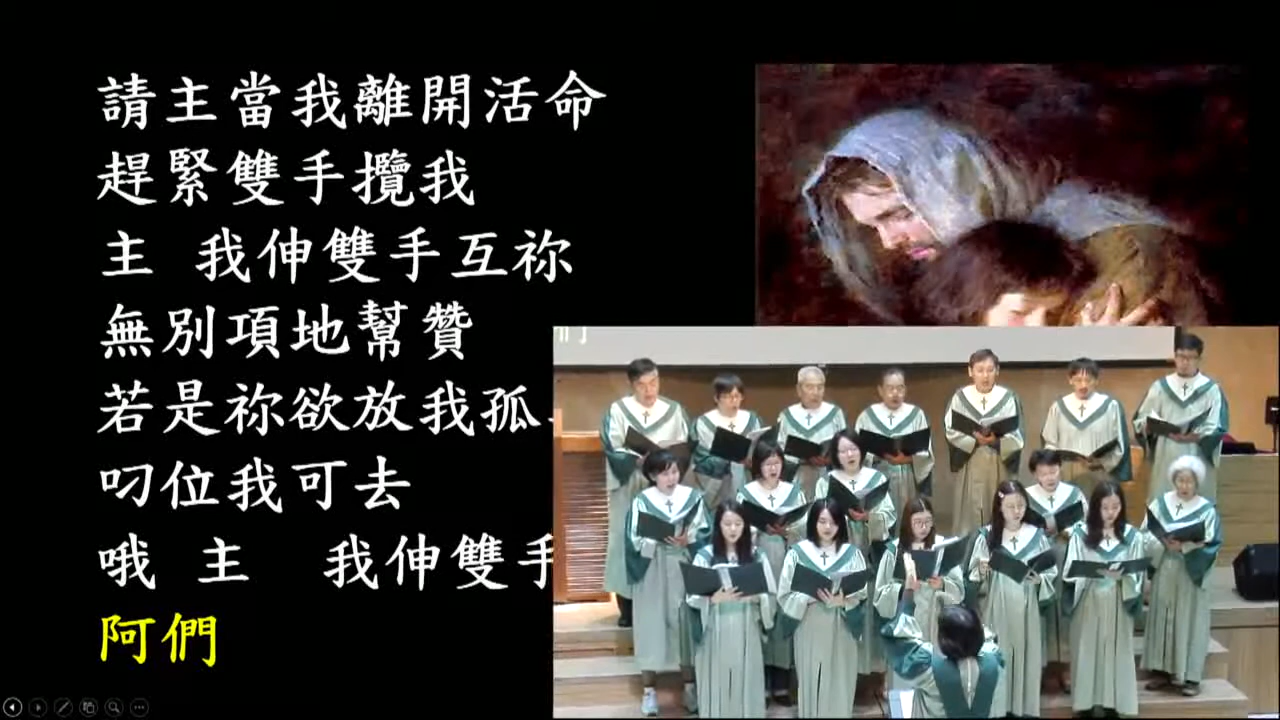 請主當我離開活命
趕緊雙手攬我
主 我伸雙手互祢
無別項地幫贊
若是祢欲放我孤
叼位我可去
哦 主 我伸雙手
阿們
們